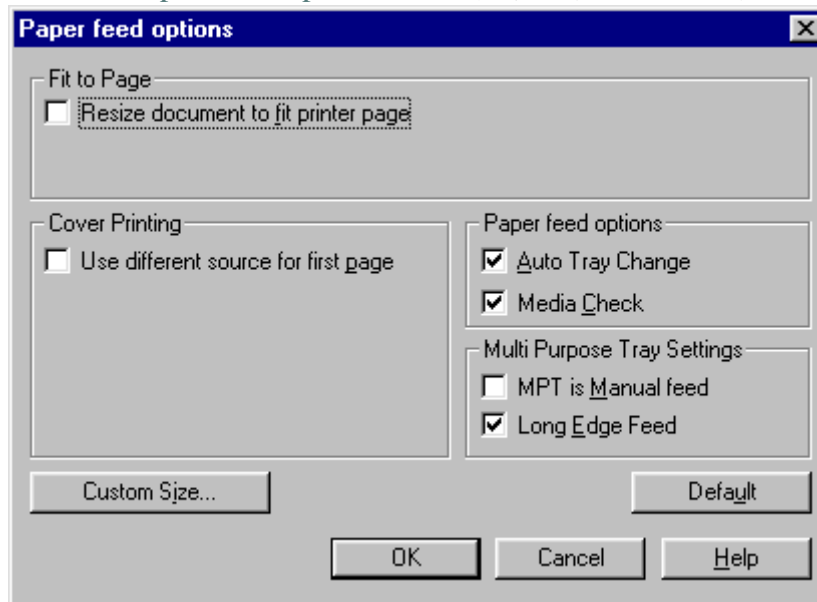 Paper feed options
Fit to Page
Resize document to fit printer page
Cover Printing
Use different source for first page
Paper feed options
Auto Tray Change
Media Check
Multi Purpose Tray Settings
MPT is Manual feed
Long Edge Feed
Custom Size...
Default
OK
Cancel
Help